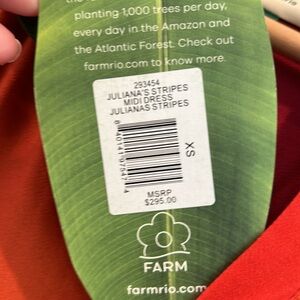 planting 1,000 trees per day,
every day in the Amazon and
the Atlantic Forest. Check out
farmrio.com to know more.
293454
JULIANA'S STRIPES
MIDI DRESS
JULIANAS STRIPES
XS
MSRP
$295.00
FARM
farmrio.com